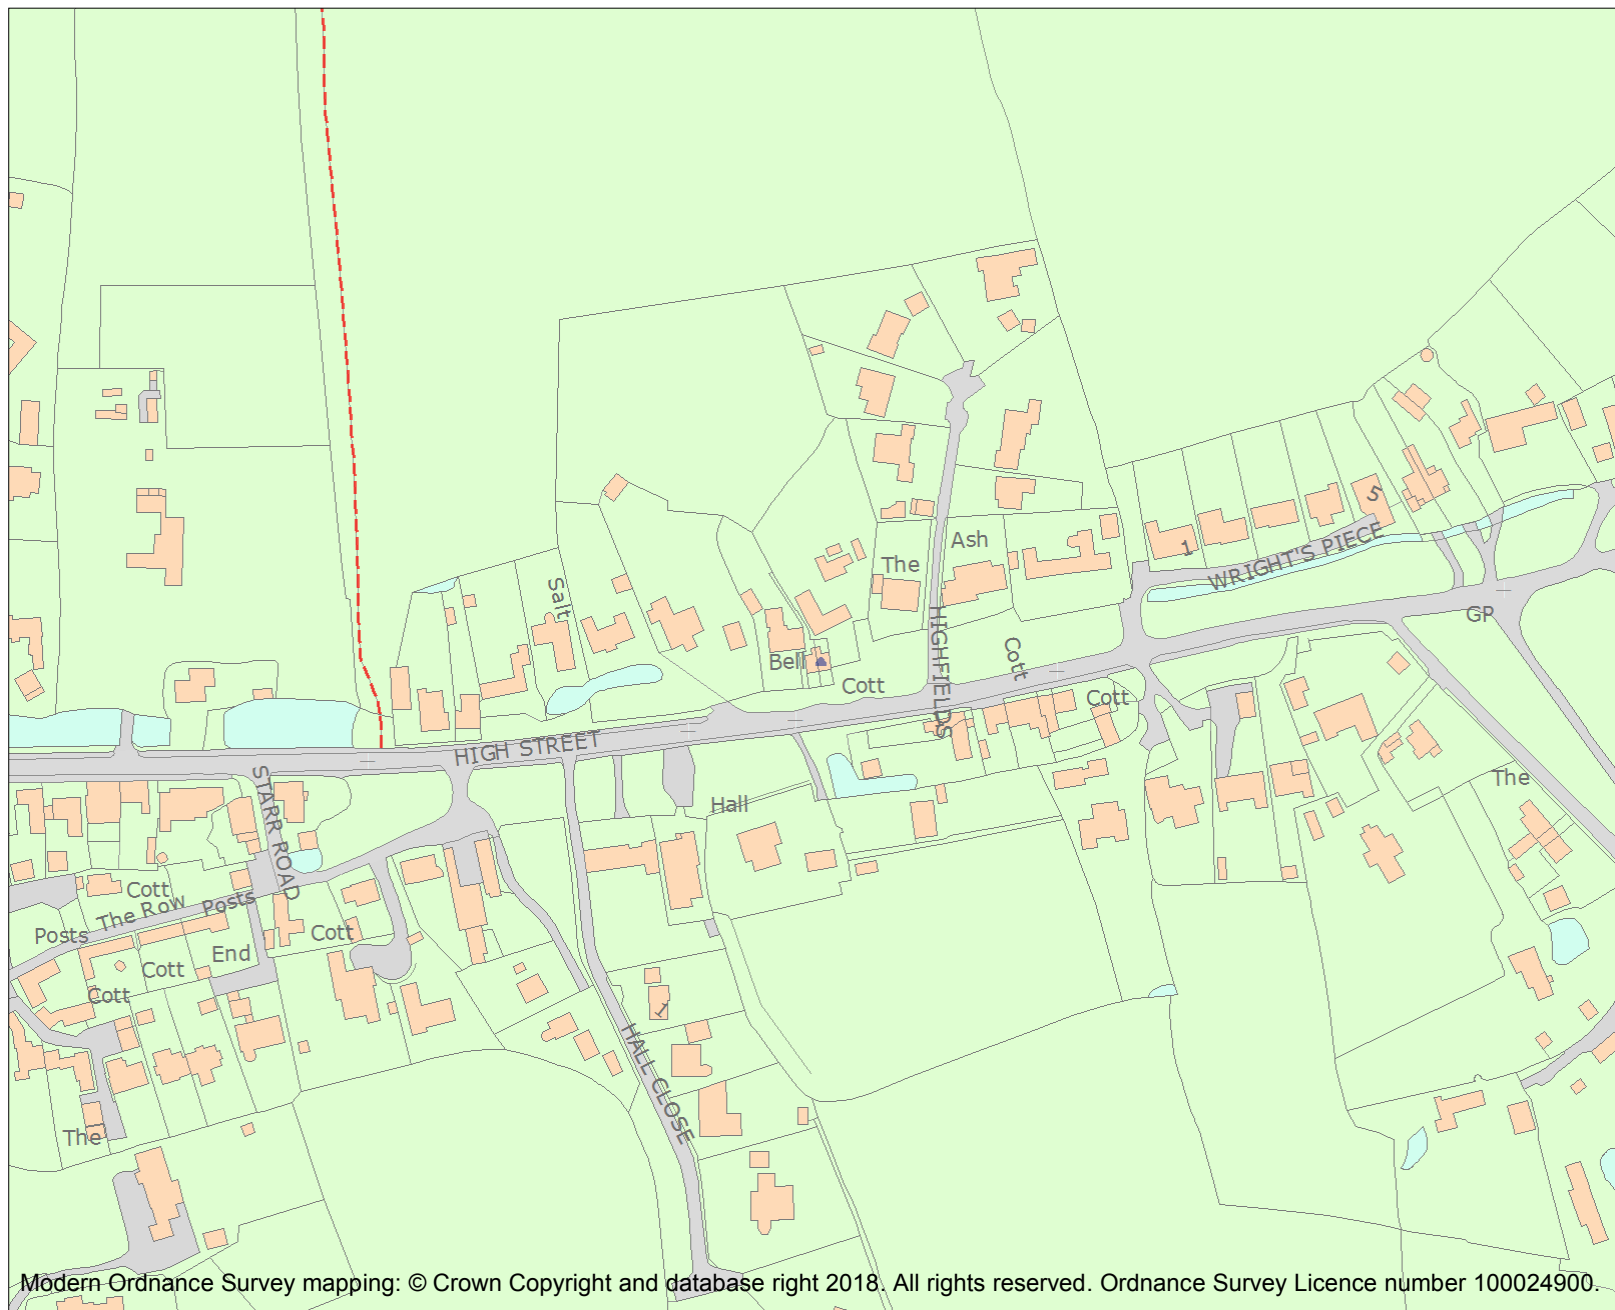 Salt
5
1
WRIGHT'S PIECE
Ash
The
HIGHFIELDS
GP
Cott
Bell
Cott
Cott
HIGH STREET
STARR ROAD
Hall
The
Cott
The Row
Posts
Posts
Cott
End
Cott
Cott
1
HALL CLOSE
The
Modern Ordnance Survey mapping: © Crown Copyright and database right 2018. All rights reserved. Ordnance Survey Licence number 100024900.